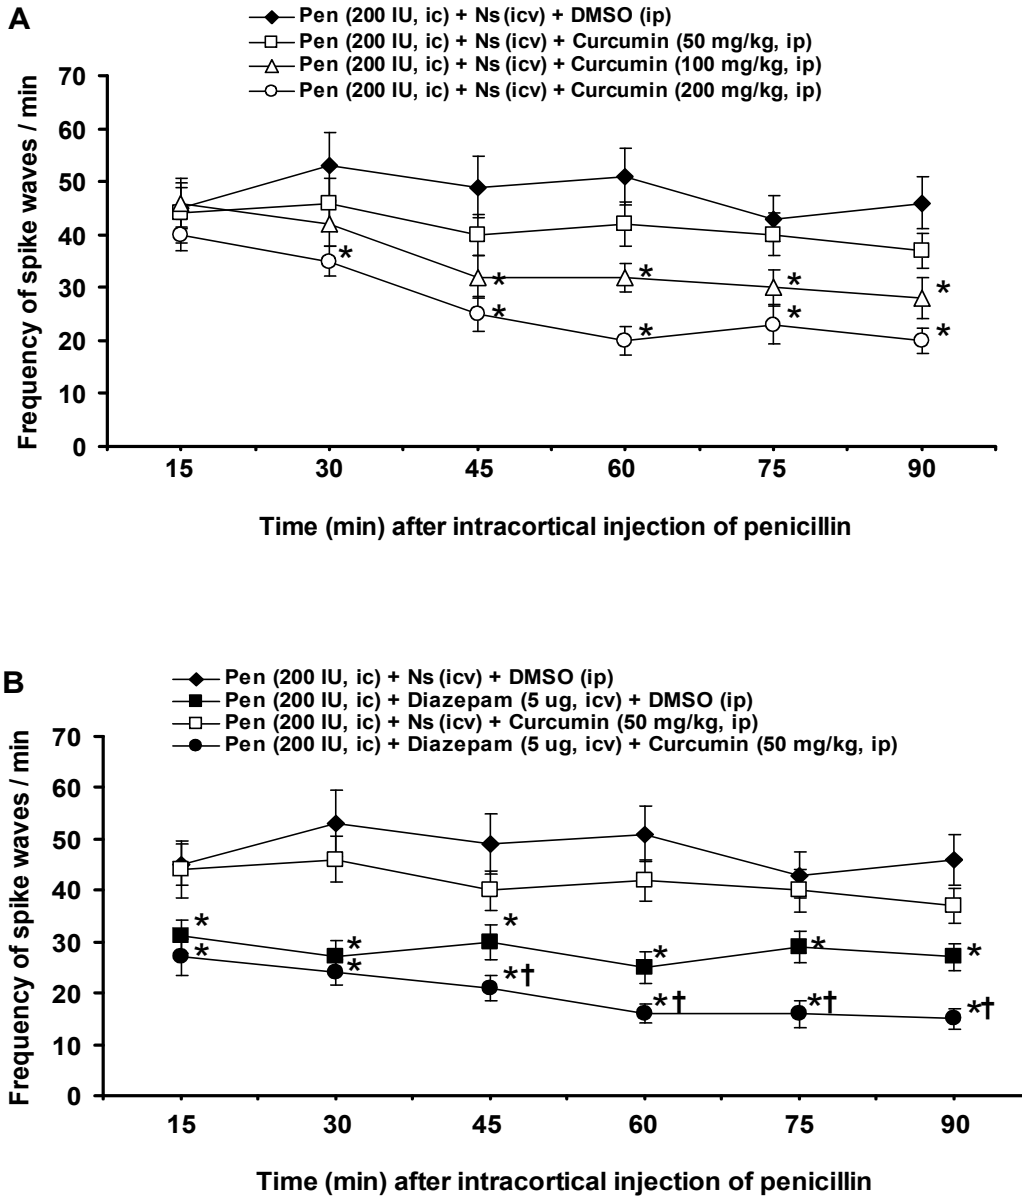 A
Pen (200 IU, ic) + Ns (icv) + DMSO (ip)
Pen (200 IU, ic) + Ns (icv) + Curcumin (50 mg/kg, ip)
Pen (200 IU, ic) + Ns (icv) + Curcumin (100 mg/kg, ip)
Pen (200 IU, ic) + Ns (icv) + Curcumin (200 mg/kg, ip)
Frequency of spike waves / min
70
60
50
40
30
20
10
0
*
* * * *
* * * *
15 30 45 60 75 90
Time (min) after intracortical injection of penicillin
B
Pen (200 IU, ic) + Ns (icv) + DMSO (ip)
Pen (200 IU, ic) + Diazepam (5 ug, icv) + DMSO (ip)
Pen (200 IU, ic) + Ns (icv) + Curcumin (50 mg/kg, ip)
Pen (200 IU, ic) + Diazepam (5 ug, icv) + Curcumin (50 mg/kg, ip)
Frequency of spike waves / min
70
60
50
40
30
20
10
0
* * * * * *
* * *† *† *† *†
15 30 45 60 75 90
Time (min) after intracortical injection of penicillin